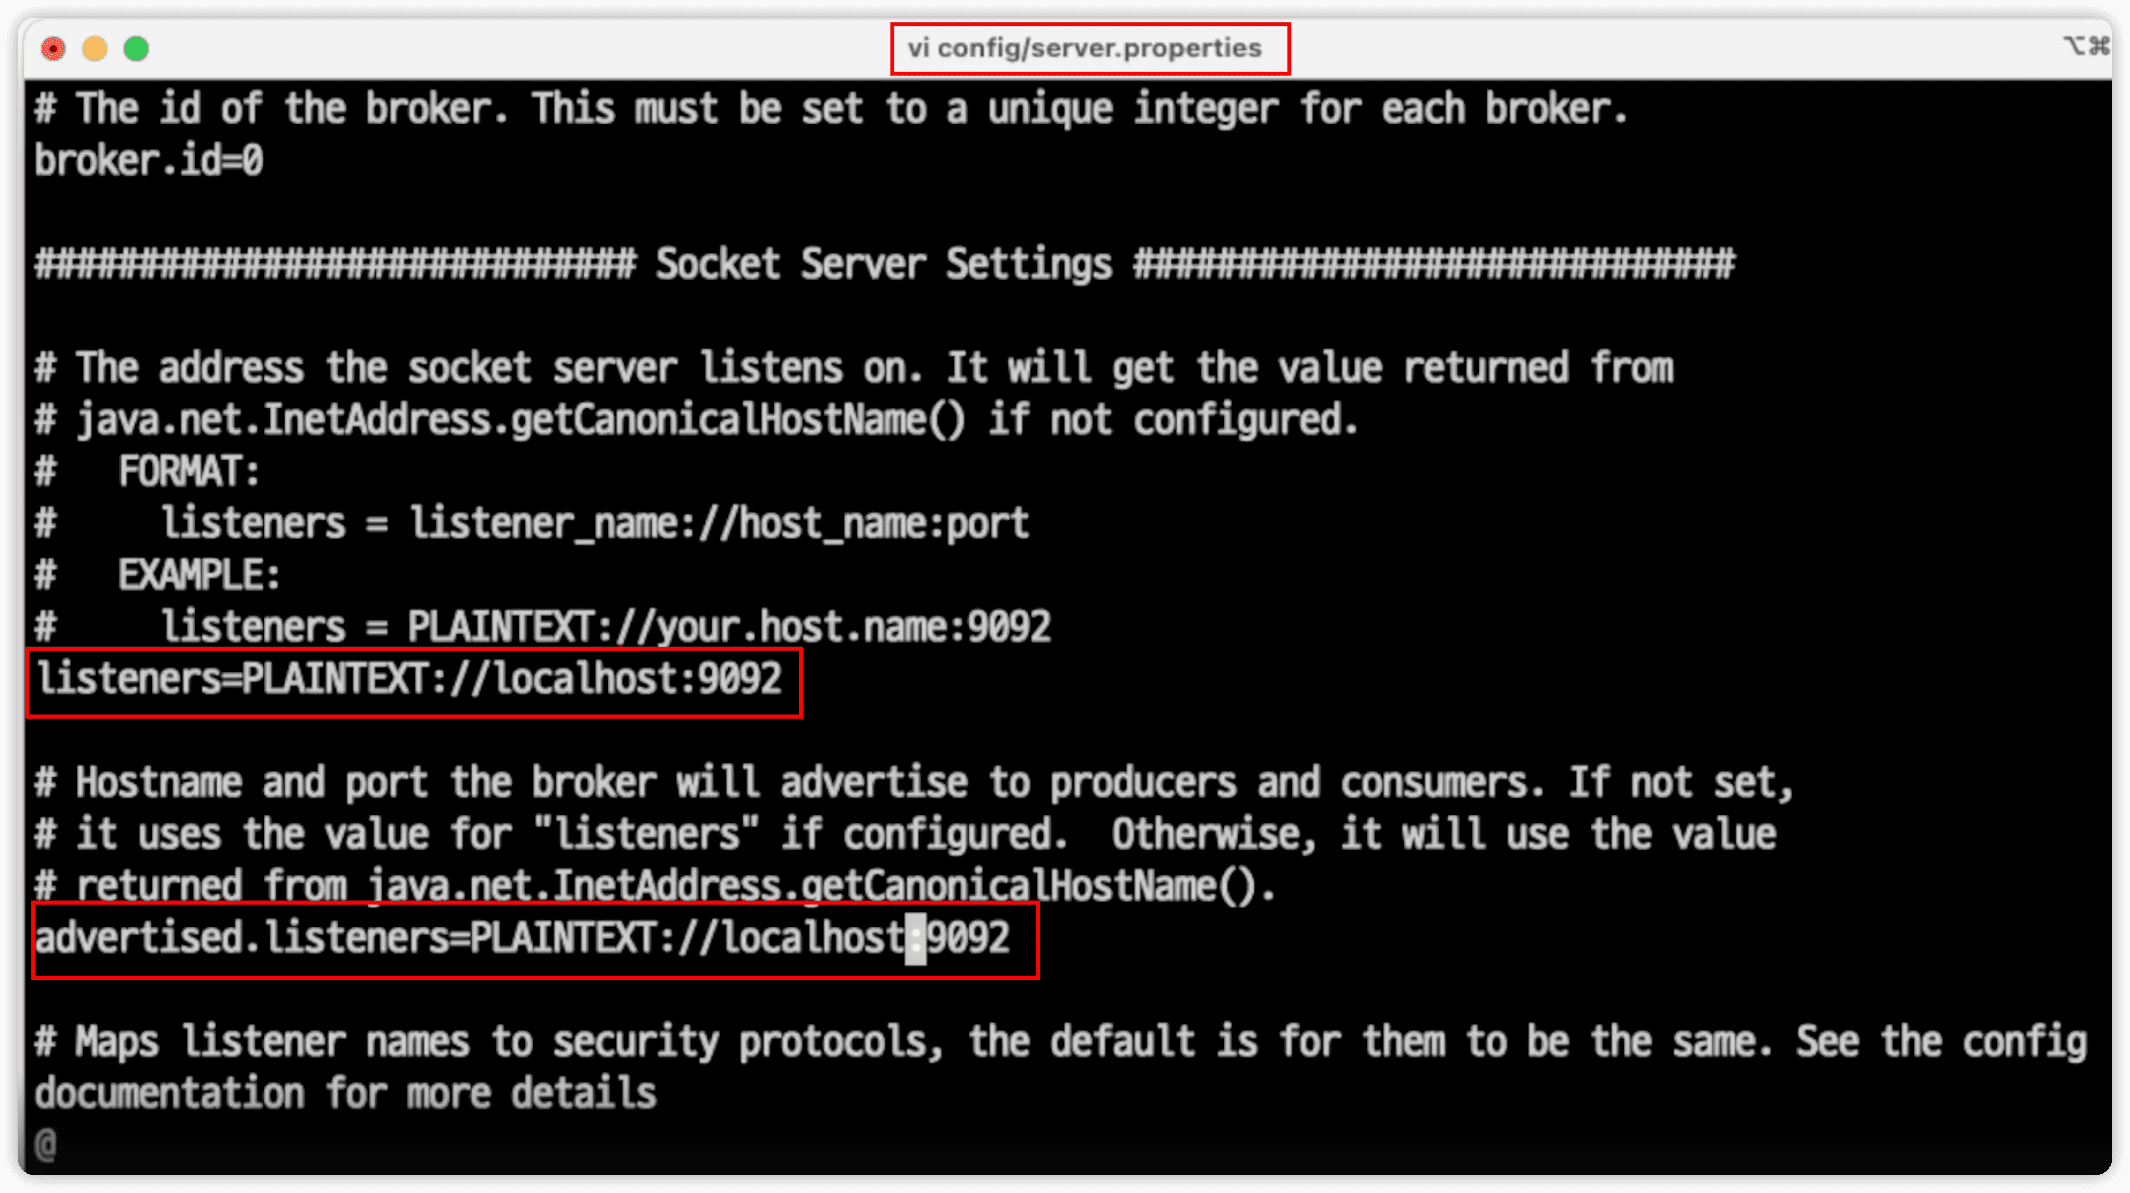 vi config/server.properties
⌥⌘
# The id of the broker. This must be set to a unique integer for each broker.
broker.id=0
############################# Socket Server Settings #############################
# The address the socket server listens on. It will get the value returned from
# java.net.InetAddress.getCanonicalHostName() if not configured.
#   FORMAT:
#     listeners = listener_name://host_name:port
#   EXAMPLE:
#     listeners = PLAINTEXT://your.host.name:9092
listeners=PLAINTEXT://localhost:9092
# Hostname and port the broker will advertise to producers and consumers. If not set,
# it uses the value for "listeners" if configured.  Otherwise, it will use the value
# returned from java.net.InetAddress.getCanonicalHostName().
advertised.listeners=PLAINTEXT://localhost:9092
# Maps listener names to security protocols, the default is for them to be the same. See the config
documentation for more details
@